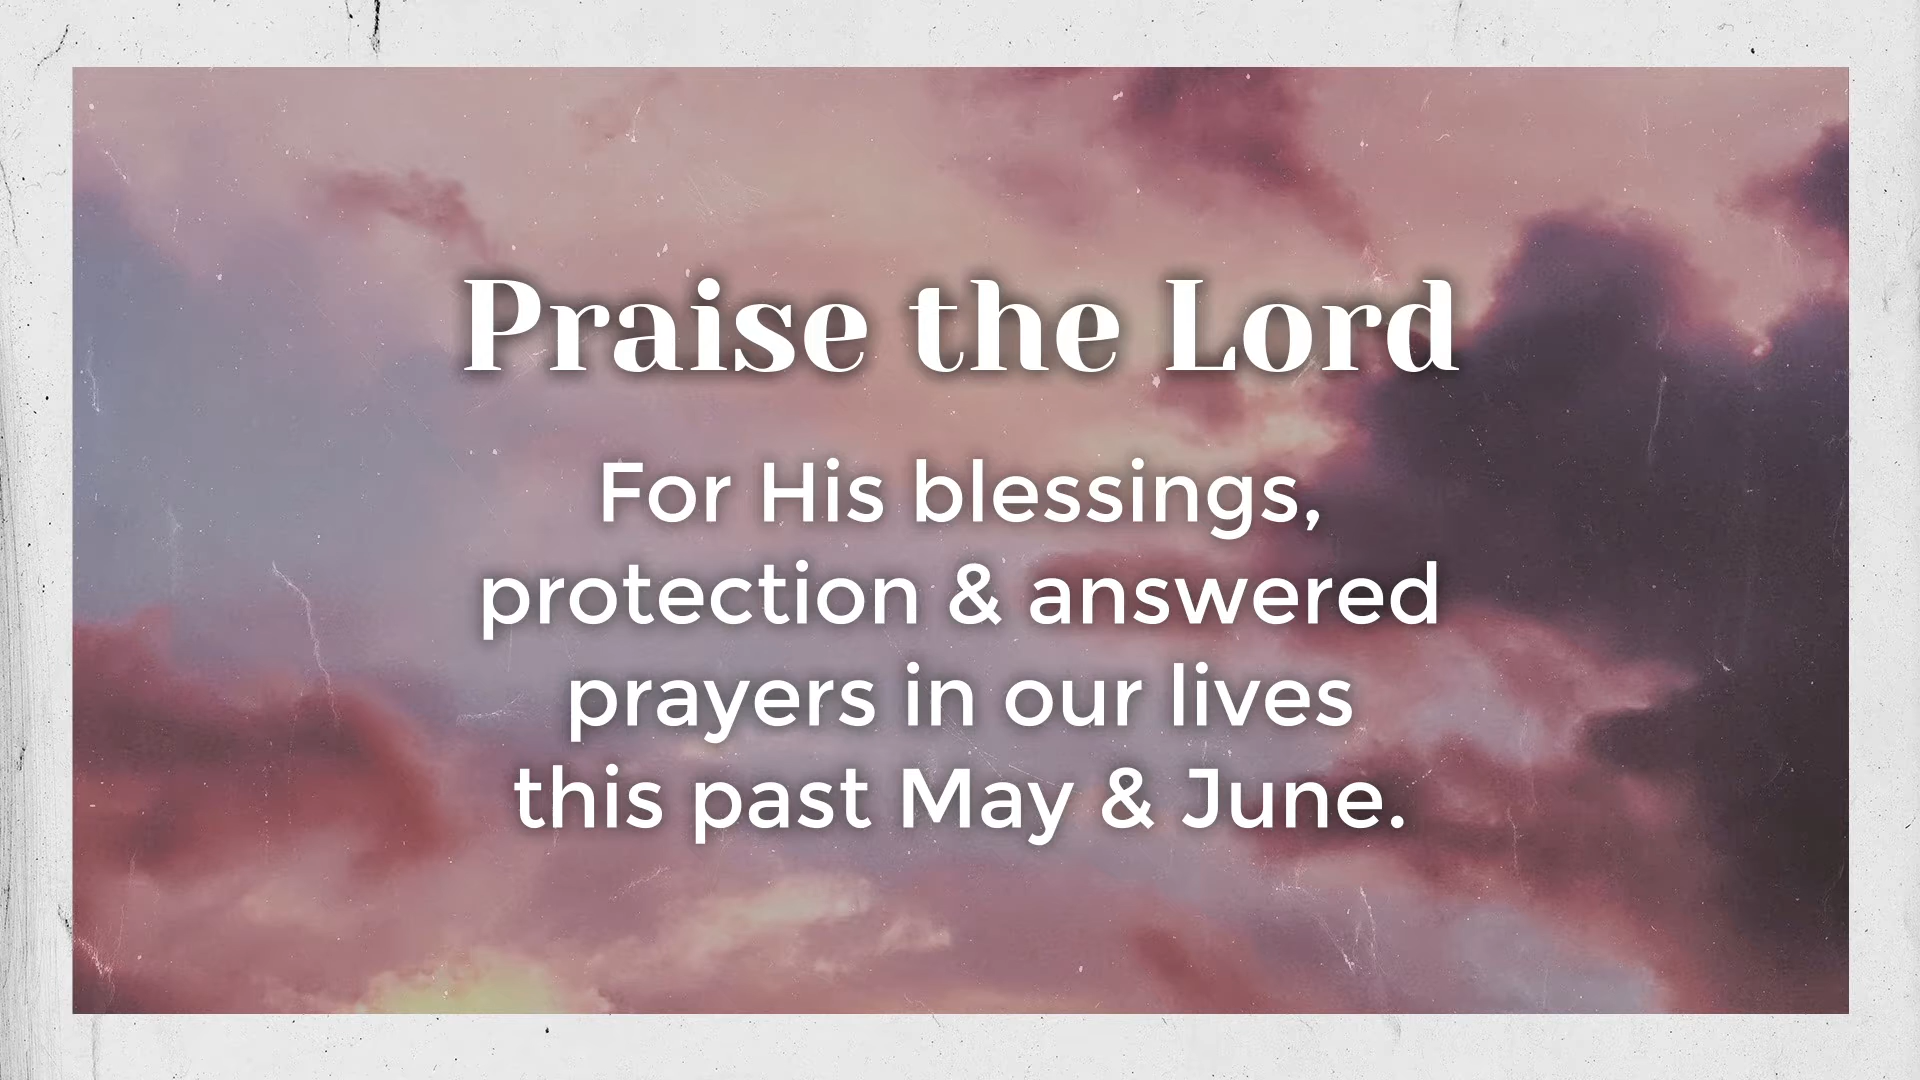 Praise the Lord
For His blessings,
protection & answered
prayers in our lives
this past May & June.